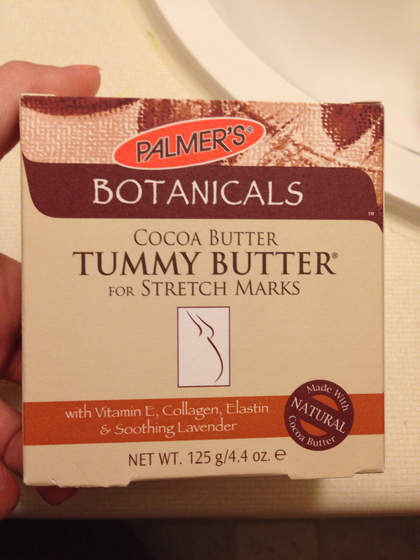 PALMER'S®
BOTANICALS
™
COCOA BUTTER
TUMMY BUTTER®
FOR STRETCH MARKS
with Vitamin E, Collagen, Elastin
& Soothing Lavender
Made With
NATURAL
Cocoa Butter
NET WT. 125 g/4.4 oz. e